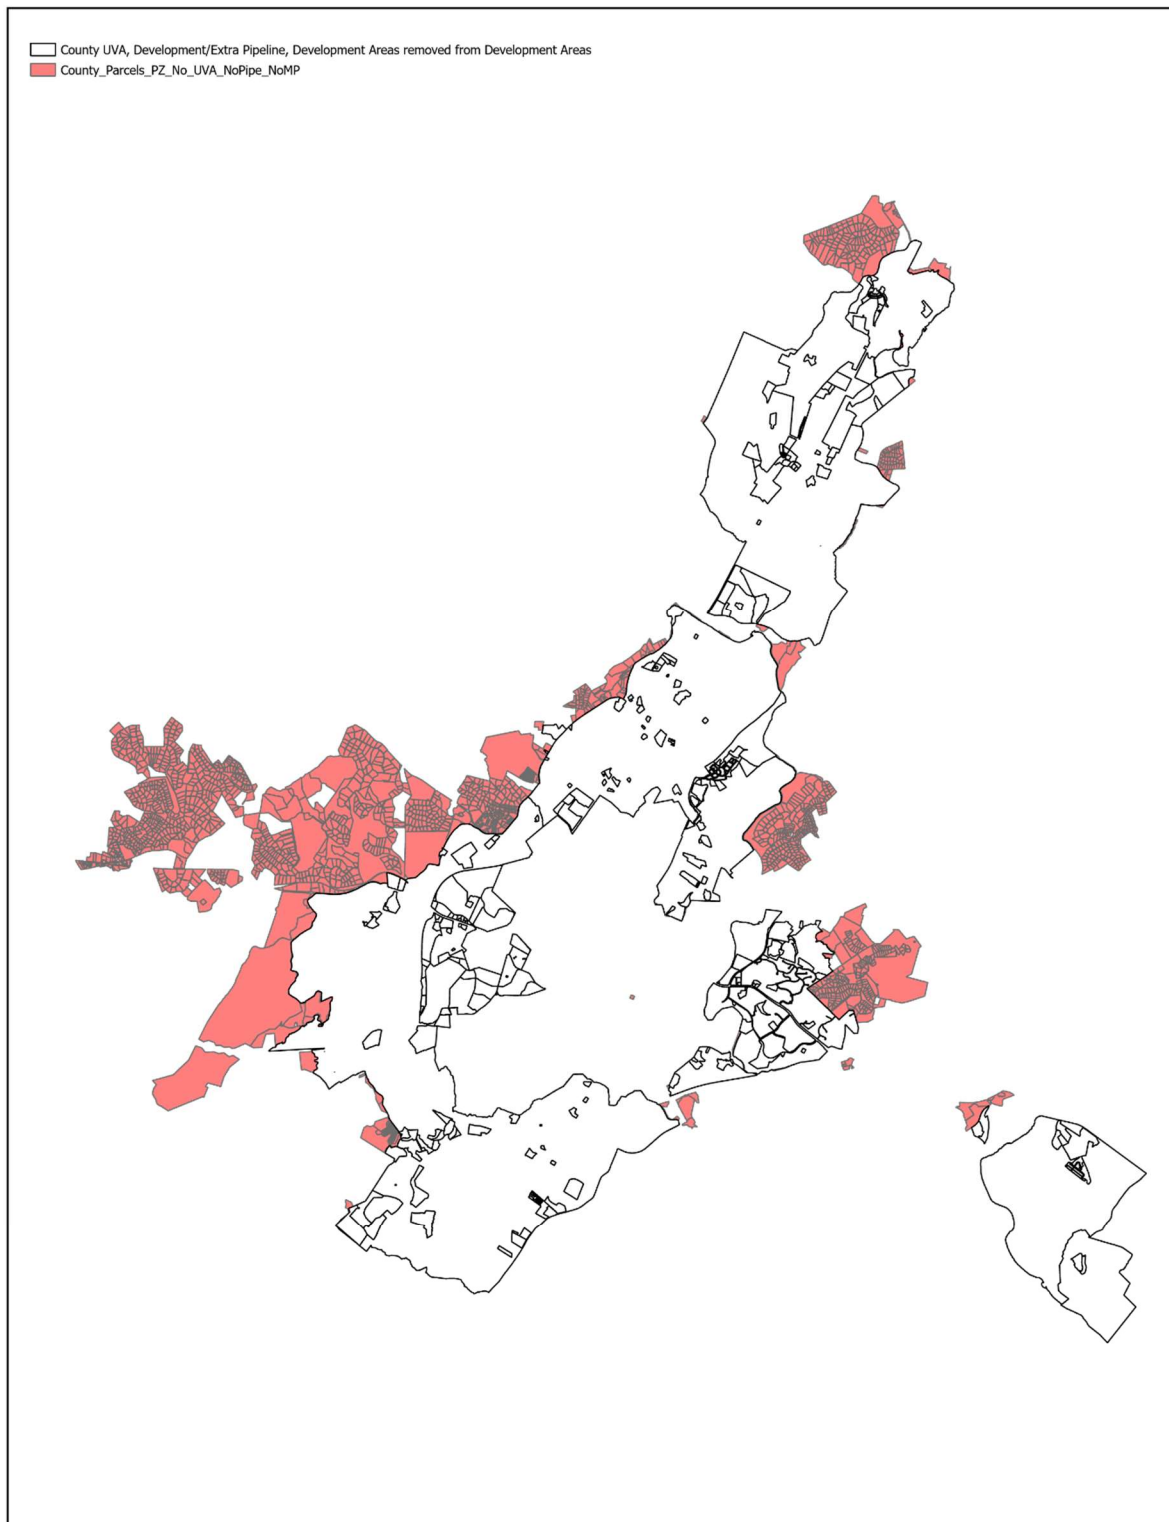 County UVA, Development/Extra Pipeline, Development Areas removed from Development Areas
County_Parcels_PZ_No_UVA_NoPipe_NoMP